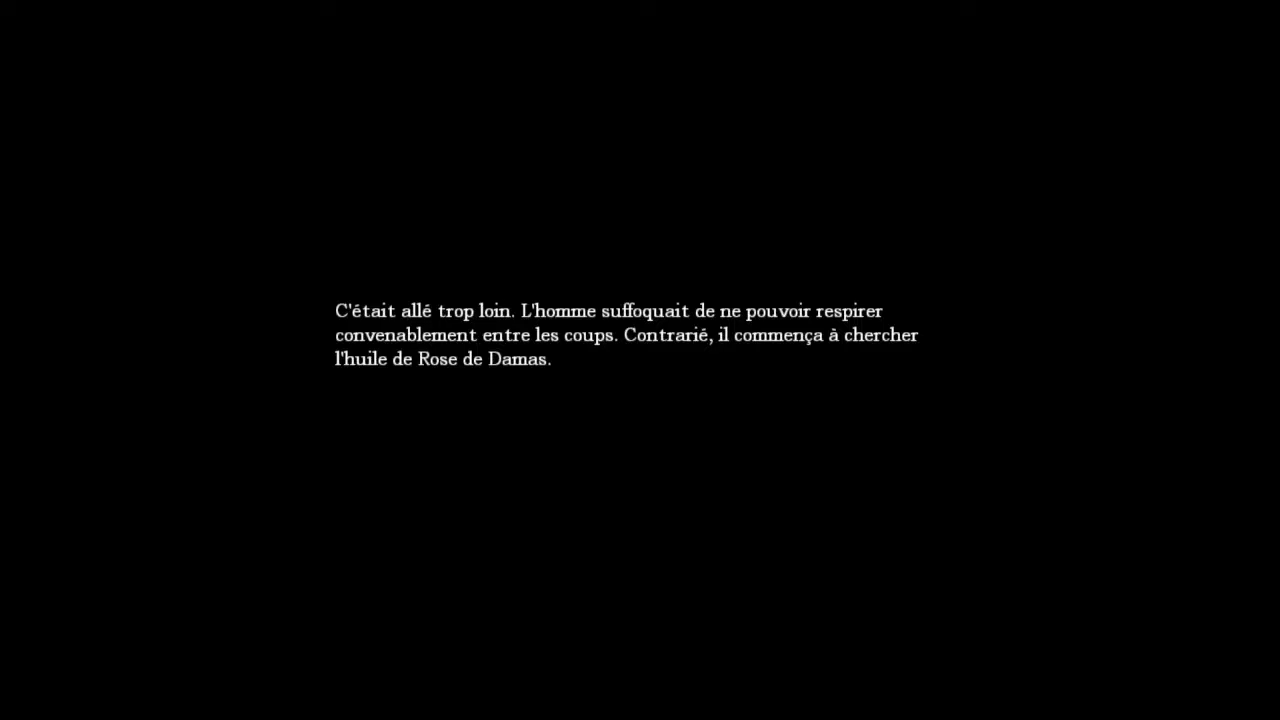 C'était allé trop loin. L'homme suffoquait de ne pouvoir respirer
convenablement entre les coups. Contrarié, il commença à chercher
l'huile de Rose de Damas.